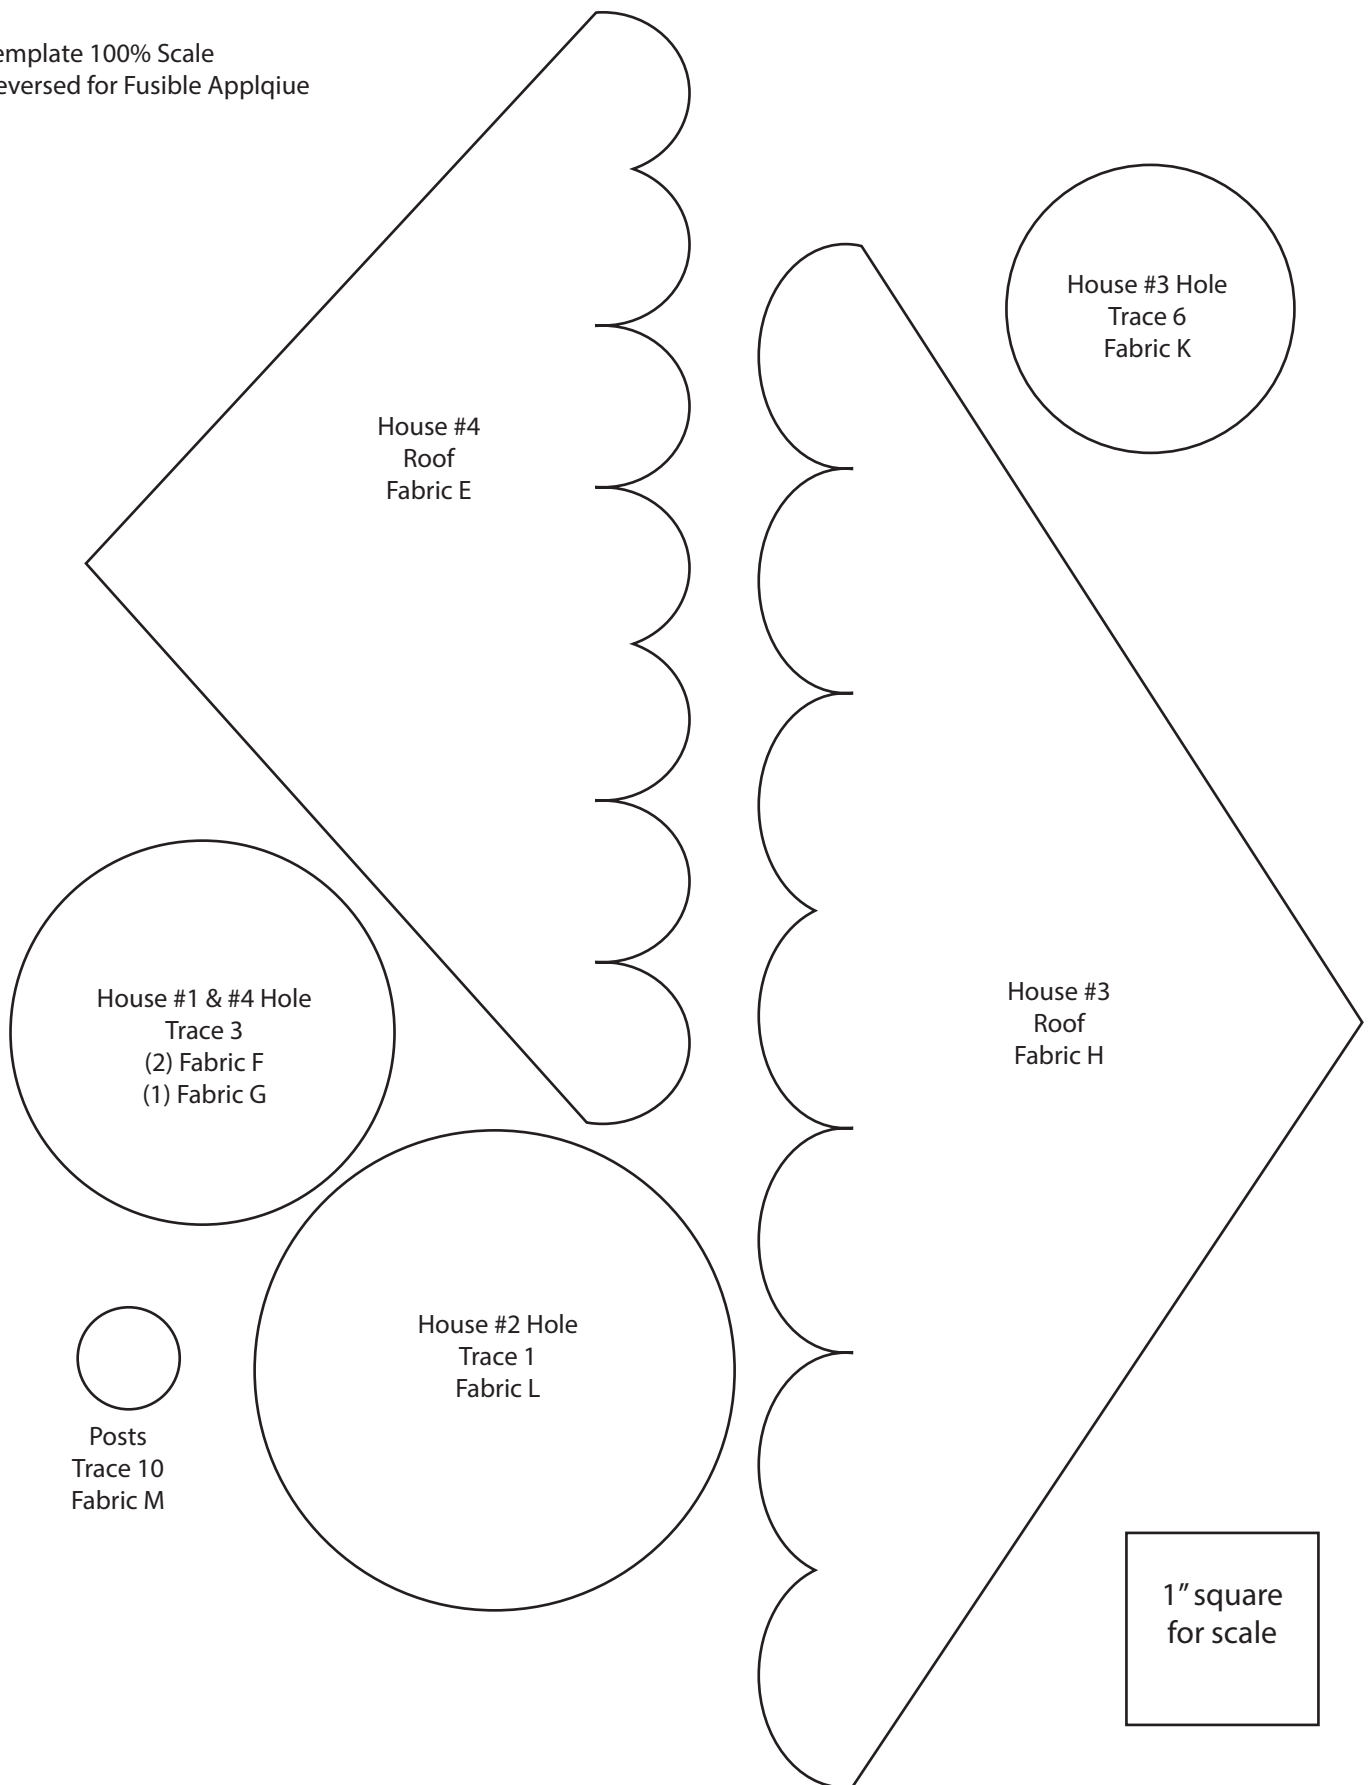 emplate 100% Scale
eversed for Fusible Applqiue
House #3 Hole
Trace 6
Fabric K
House #4
Roof
Fabric E
House #1 & #4 Hole
Trace 3
(2) Fabric F
(1) Fabric G
House #3
Roof
Fabric H
House #2 Hole
Trace 1
Fabric L
Posts
Trace 10
Fabric M
1" square
for scale